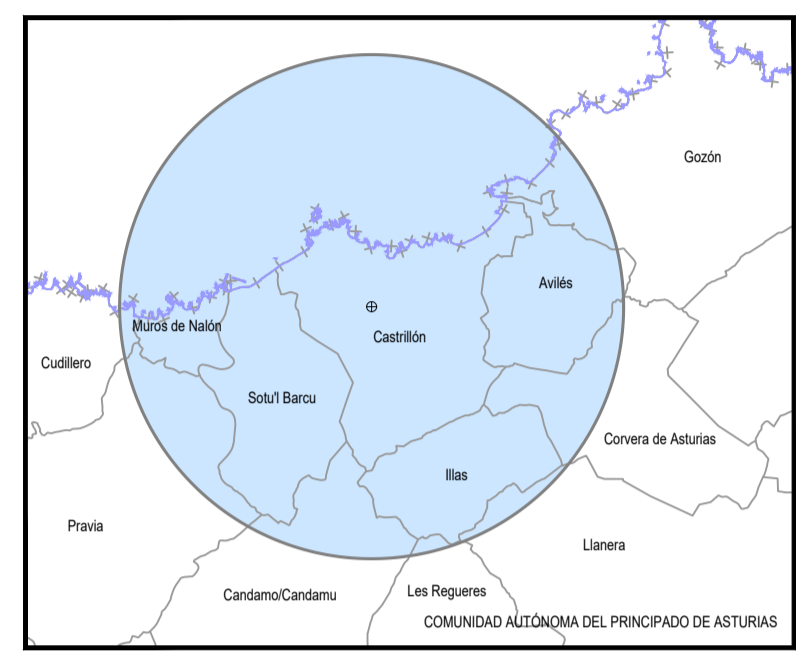 Gozón
Avilés
Muros de Nalón
Castrillón
Cudillero
Sotu'l Barcu
Corvera de Asturias
Illas
Pravia
Llanera
Candamo/Candamu
Les Regueres
COMUNIDAD AUTÓNOMA DEL PRINCIPADO DE ASTURIAS